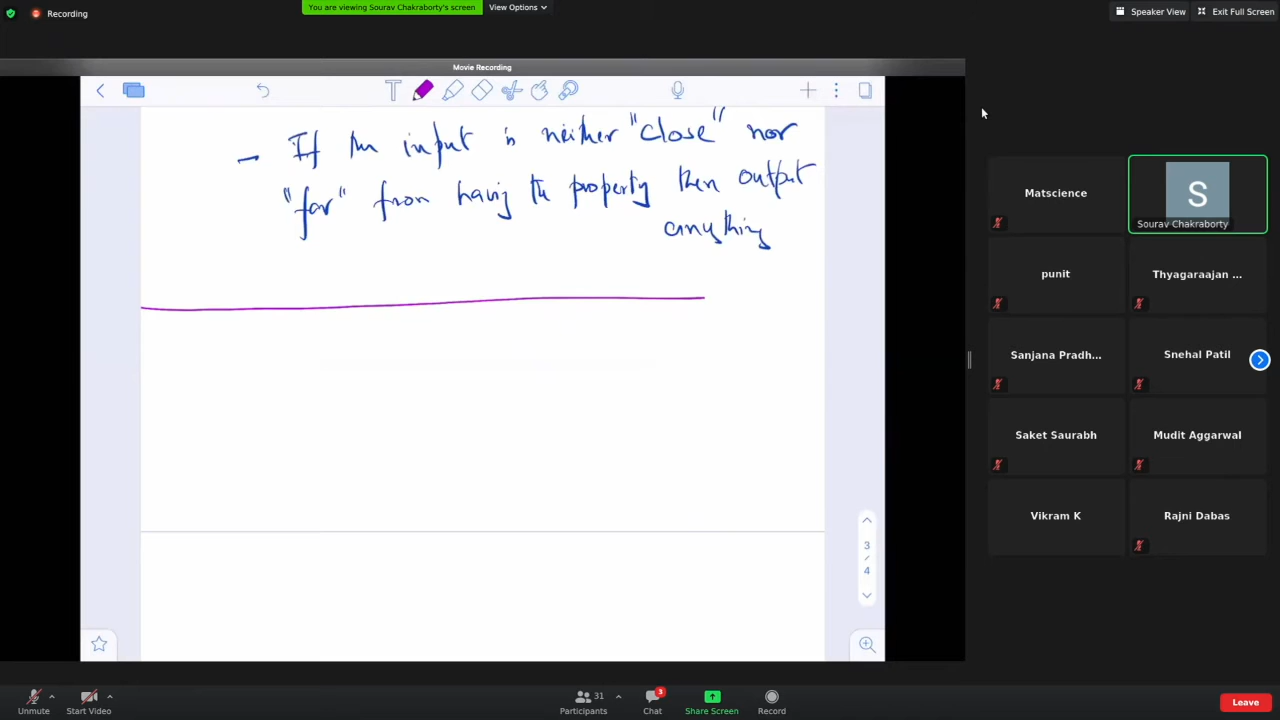 Recording
You are viewing Sourav Chakraborty's screen
View Options
Speaker View
Exit Full Screen
Movie Recording
T
- If the input is neither "close" nor
"far" from having the property then output
anything
3
4
Matscience
S
Sourav Chakraborty
punit
Thyagaraajan ...
Sanjana Pradh...
Snehal Patil
Saket Saurabh
Mudit Aggarwal
Vikram K
Rajni Dabas
Unmute
Start Video
31
Participants
3
Chat
Share Screen
Record
Leave